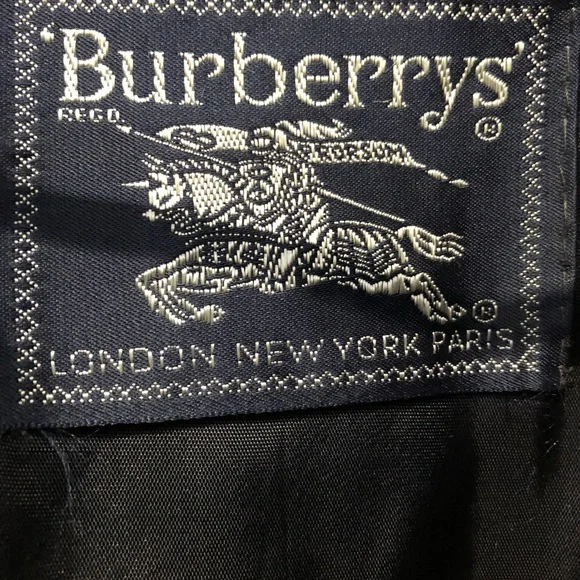 'Burberrys'
REGD.
®
®
LONDON NEW YORK PARIS